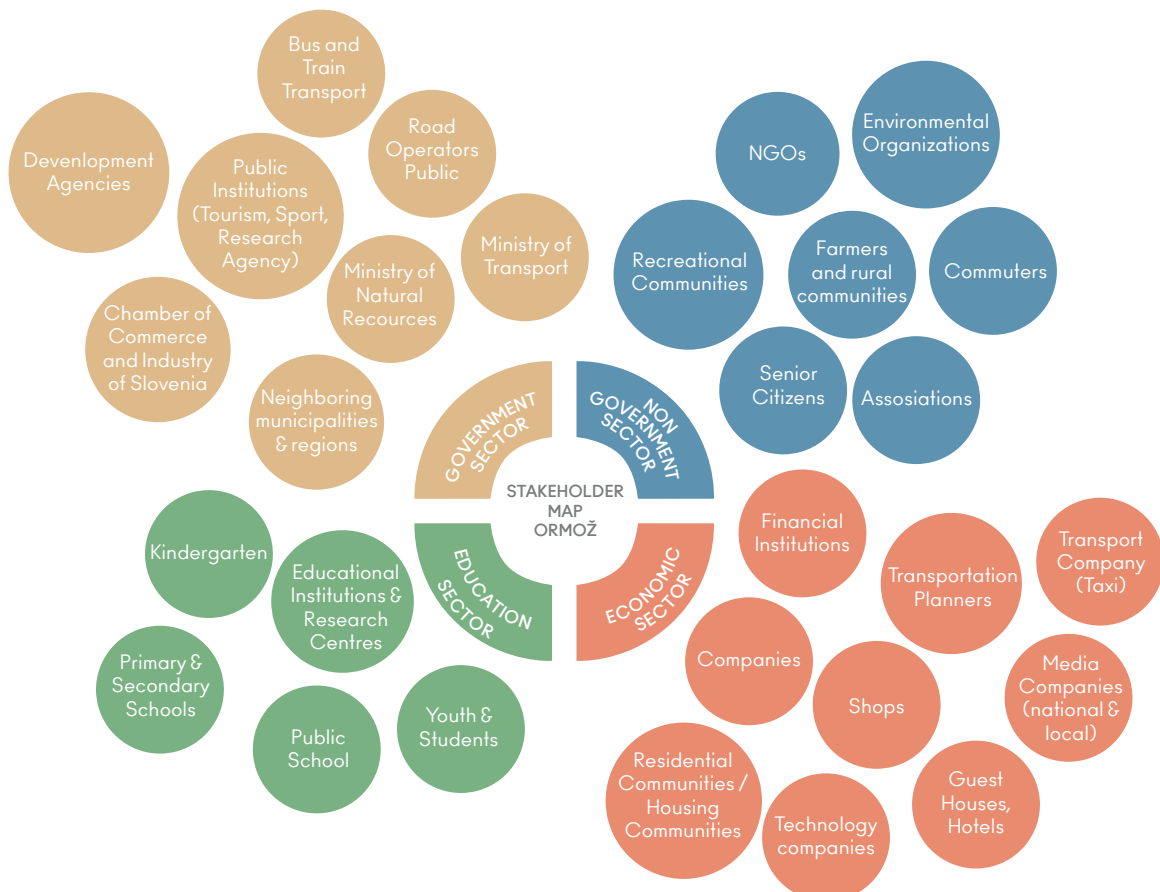 Bus and
Train
Transport
Road
Operators
Public
Devenlopment
Agencies
Public
Institutions
(Tourism, Sport,
Research
Agency)
Ministry of
Transport
Ministry of
Natural
Recources
Chamber of
Commerce
and Industry
of Slovenia
Neighboring
municipalities
& regions
NGOs
Environmental
Organizations
Recreational
Communities
Farmers
and rural
communities
Commuters
Senior
Citizens
Assosiations
GOVERNMENT
SECTOR
NON
GOVERNMENT
SECTOR
STAKEHOLDER
MAP
ORMOŽ
EDUCATION
SECTOR
ECONOMIC
SECTOR
Kindergarten
Educational
Institutions &
Research
Centres
Primary &
Secondary
Schools
Public
School
Youth &
Students
Financial
Institutions
Transportation
Planners
Transport
Company
(Taxi)
Companies
Shops
Media
Companies
(national &
local)
Residential
Communities /
Housing
Communities
Technology
companies
Guest
Houses,
Hotels